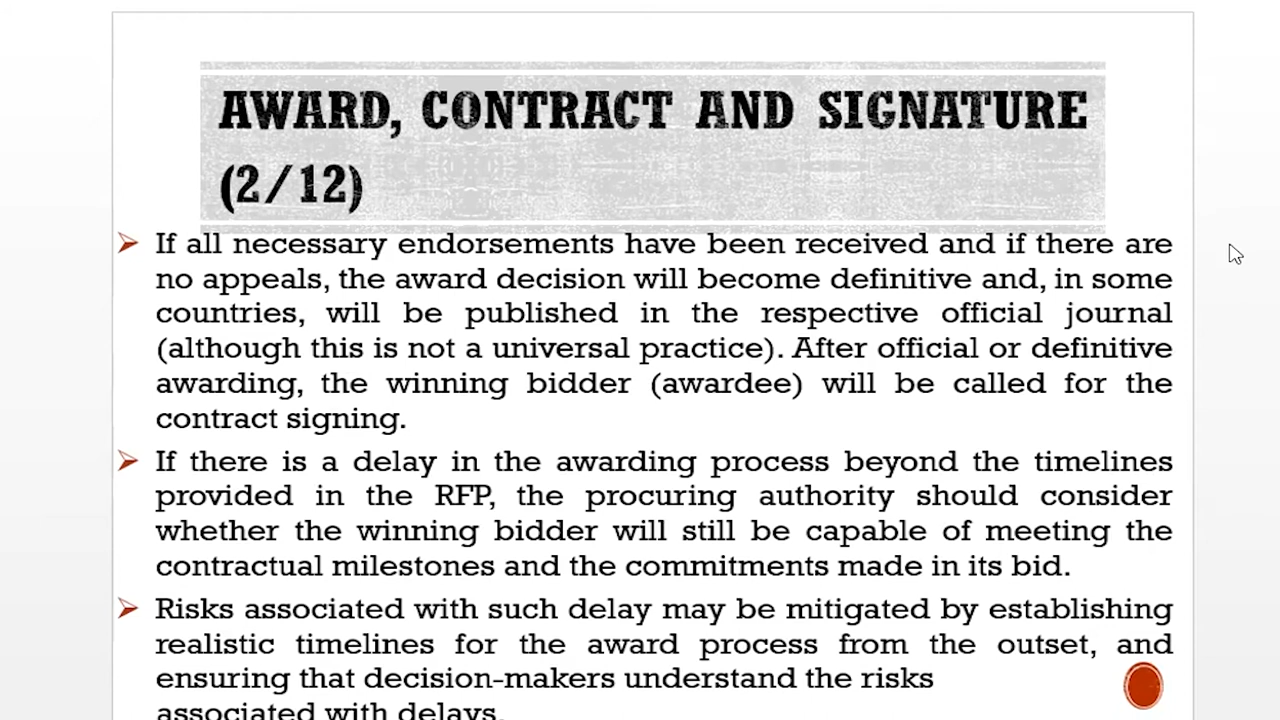 AWARD, CONTRACT AND SIGNATURE
(2/12)
If all necessary endorsements have been received and if there are
no appeals, the award decision will become definitive and, in some
countries, will be published in the respective official journal
(although this is not a universal practice). After official or definitive
awarding, the winning bidder (awardee) will be called for the
contract signing.
If there is a delay in the awarding process beyond the timelines
provided in the RFP, the procuring authority should consider
whether the winning bidder will still be capable of meeting the
contractual milestones and the commitments made in its bid.
Risks associated with such delay may be mitigated by establishing
realistic timelines for the award process from the outset, and
ensuring that decision-makers understand the risks
associated with delays.